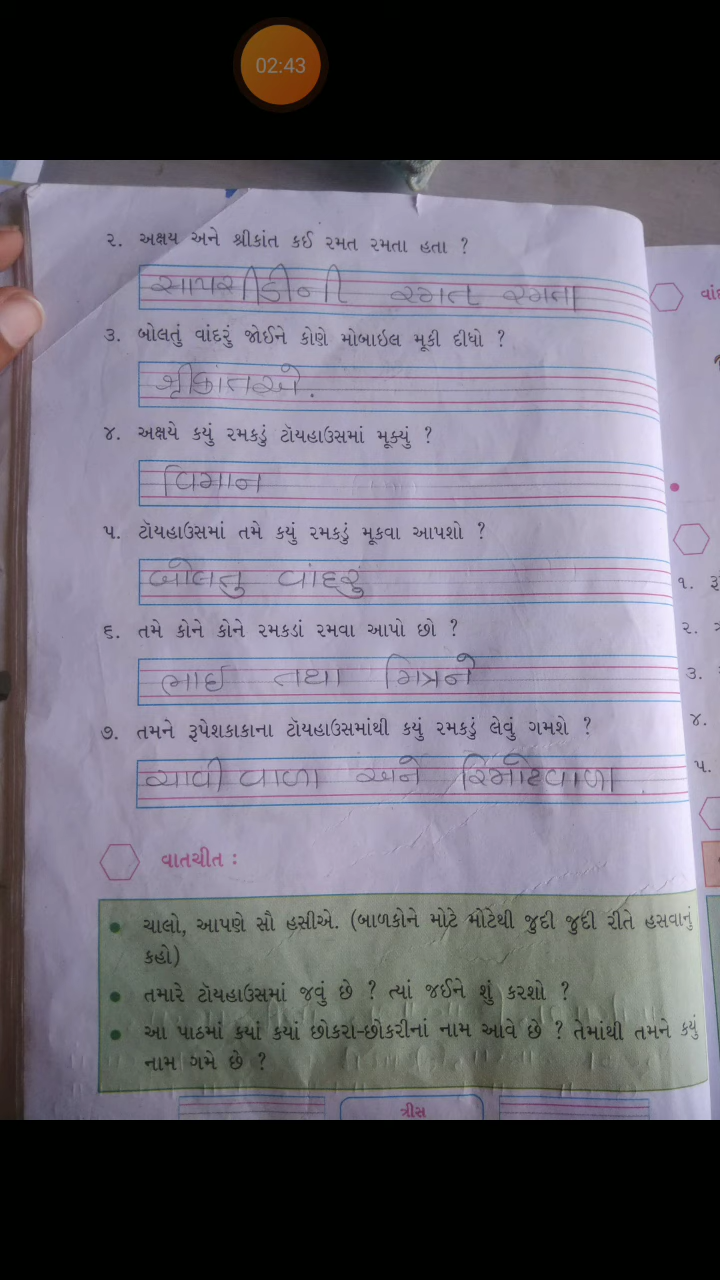 02:43
૨. અક્ષય અને શ્રીકાંત કઈ રમત રમતા હતા ?
સાપસીડીની રમત રમતા
૩. બોલતું વાંદરું જોઈને કોણે મોબાઇલ મૂકી દીધો ?
શ્રીકાંતએ.
૪. અક્ષયે કયું રમકડું ટૉયહાઉસમાં મૂક્યું ?
વિમાન
૫. ટૉયહાઉસમાં તમે કયું રમકડું મૂકવા આપશો ?
બોલતુ વાંદરું
૬. તમે કોને કોને રમકડાં રમવા આપો છો ?
ભાઇ તથા મિત્રને
૭. તમને રૂપેશકાકાના ટૉયહાઉસમાંથી કયું રમકડું લેવું ગમશે ?
ચાવી વાળા અને રિમોટવાળા .
વાતચીત :
• ચાલો, આપણે સૌ હસીએ. (બાળકોને મોટે મોટેથી જુદી જુદી રીતે હસવાનું
કહો)
• તમારે ટૉયહાઉસમાં જવું છે ? ત્યાં જઈને શું કરશો ?
• આ પાઠમાં કયાં કયાં છોકરા-છોકરીનાં નામ આવે છે ? તેમાંથી તમને કયું
નામ ગમે છે ?
ત્રીસ
૧.
૨.
૩.
૪.
૫.